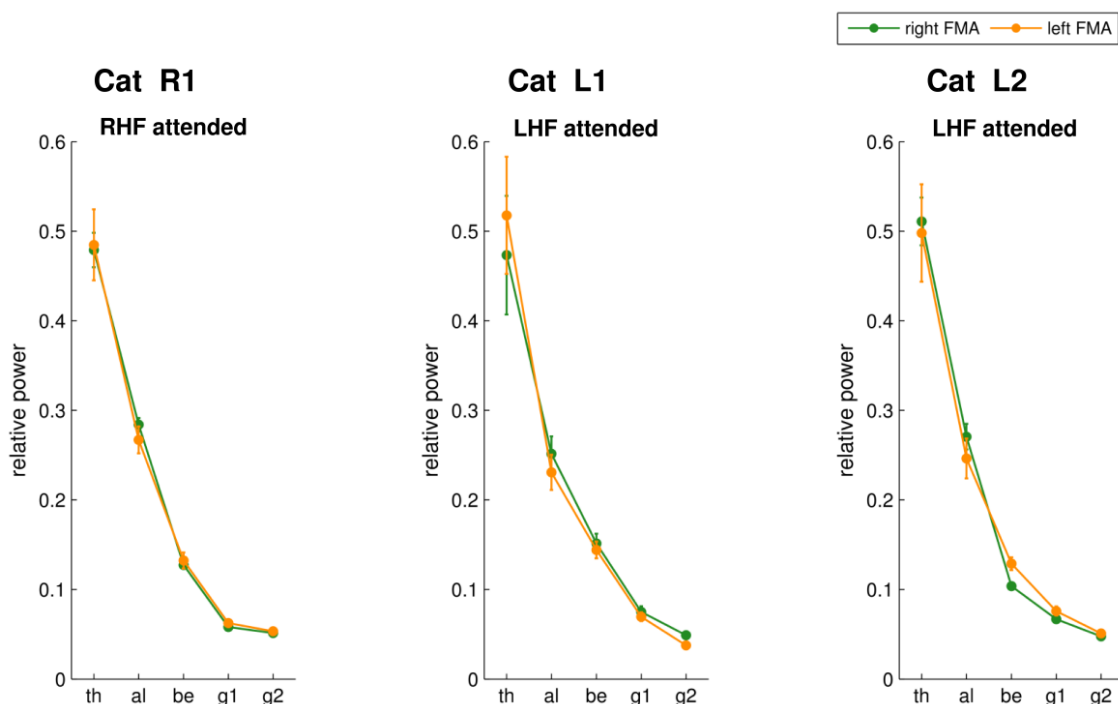 right FMA left FMA
Cat R1
RHF attended
0.6
0.5
0.4
0.3
0.2
0.1
0
relative power
th al be g1 g2
Cat L1
LHF attended
0.6
0.5
0.4
0.3
0.2
0.1
0
relative power
th al be g1 g2
Cat L2
LHF attended
0.6
0.5
0.4
0.3
0.2
0.1
0
relative power
th al be g1 g2